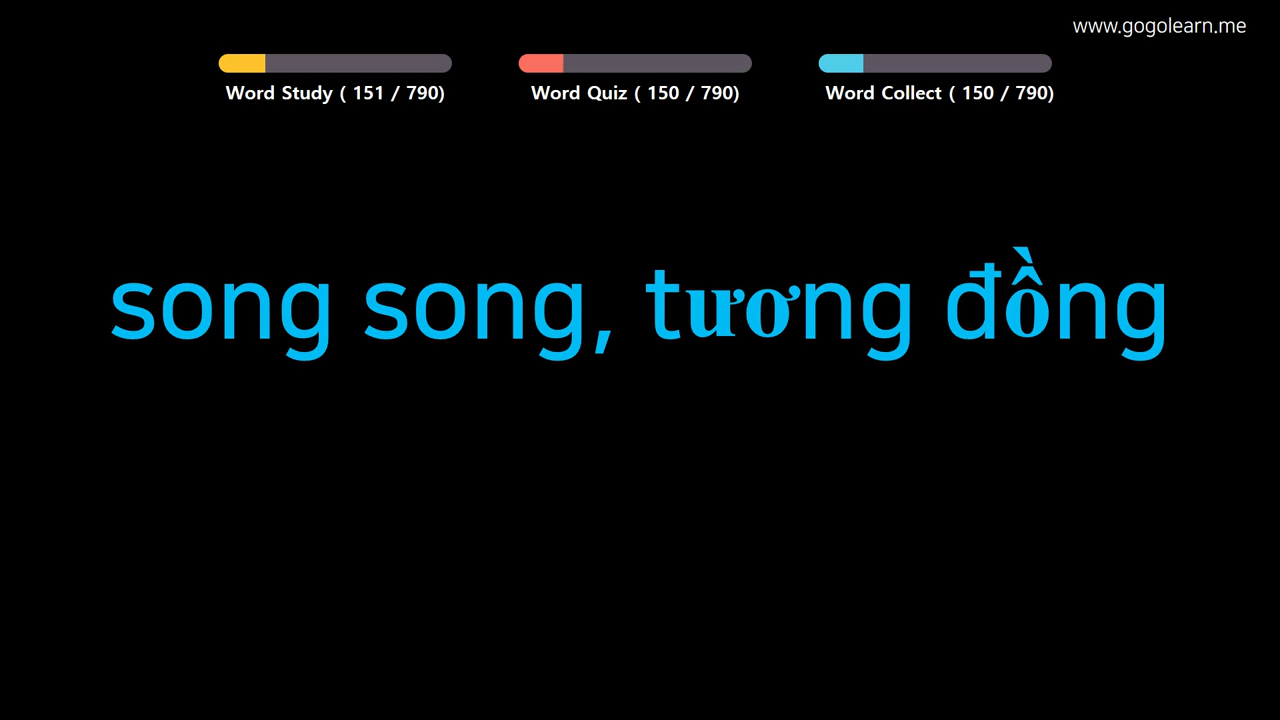 www.gogolearn.me
Word Study ( 151 / 790)
Word Quiz ( 150 / 790)
Word Collect ( 150 / 790)
song song, tương đồng